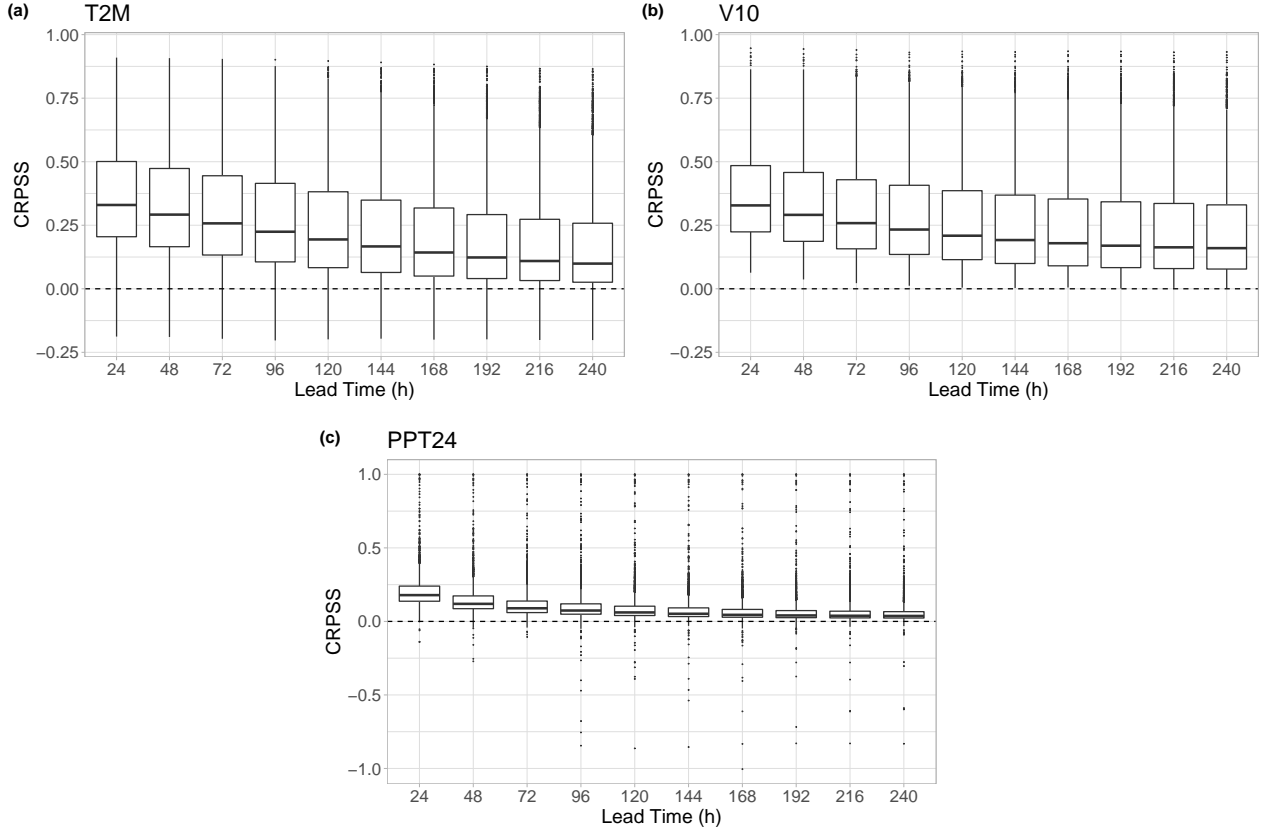 (a) T2M
1.00
0.75
0.50
0.25
0.00
−0.25
CRPSS
24 48 72 96 120 144 168 192 216 240
Lead Time (h)
(b) V10
1.00
0.75
0.50
0.25
0.00
−0.25
CRPSS
24 48 72 96 120 144 168 192 216 240
Lead Time (h)
(c) PPT24
1.0
0.5
0.0
−0.5
−1.0
CRPSS
24 48 72 96 120 144 168 192 216 240
Lead Time (h)